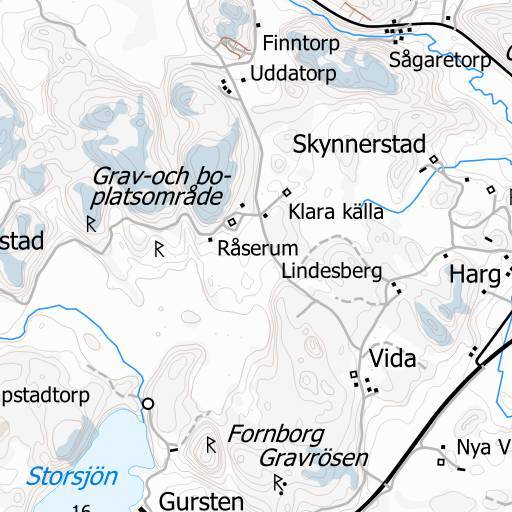 Finntorp
Sågaretorp
Uddatorp
Skynnerstad
Grav-och bo-
platsområde
Klara källa
stad
Råserum
Lindesberg
Harg
Vida
pstadtorp
Fornborg
Gravrösen
Nya V
Storsjön
16
Gursten